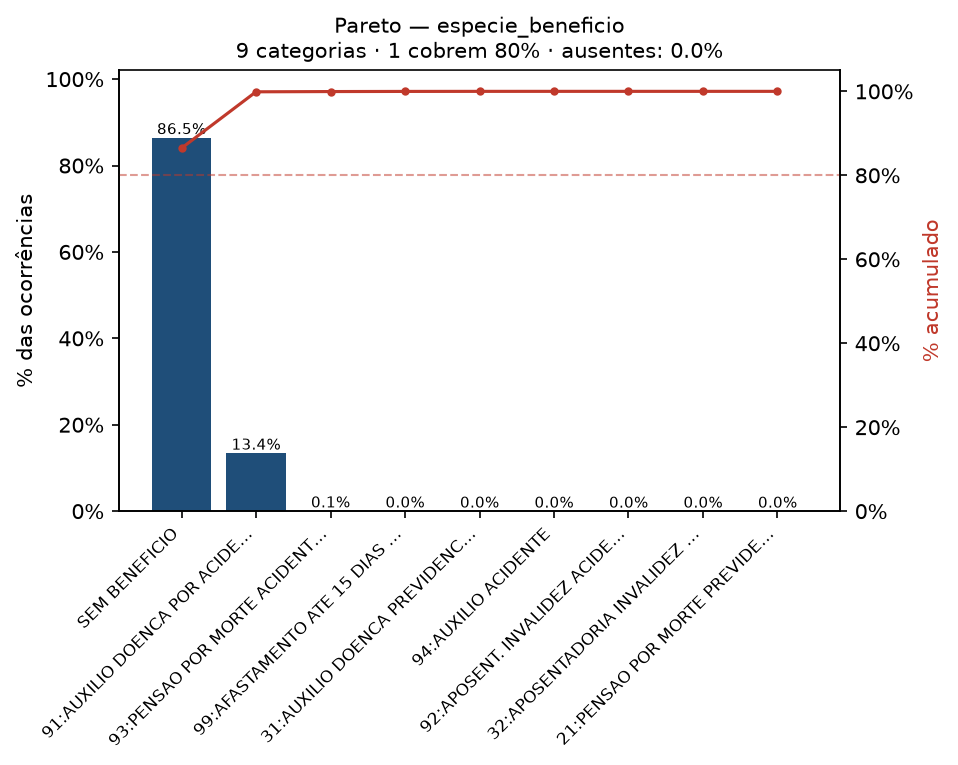 Pareto — especie_beneficio
9 categorias · 1 cobrem 80% · ausentes: 0.0%
% das ocorrências
100%
80%
60%
40%
20%
0%
86.5%
13.4%
0.1%
0.0%
0.0%
0.0%
0.0%
0.0%
0.0%
100%
80%
60%
40%
20%
0%
% acumulado
SEM BENEFICIO
91:AUXILIO DOENCA POR ACIDE...
93:PENSAO POR MORTE ACIDENT...
99:AFASTAMENTO ATE 15 DIAS ...
31:AUXILIO DOENCA PREVIDENC...
94:AUXILIO ACIDENTE
92:APOSENT. INVALIDEZ ACIDE...
32:APOSENTADORIA INVALIDEZ ...
21:PENSAO POR MORTE PREVIDE...